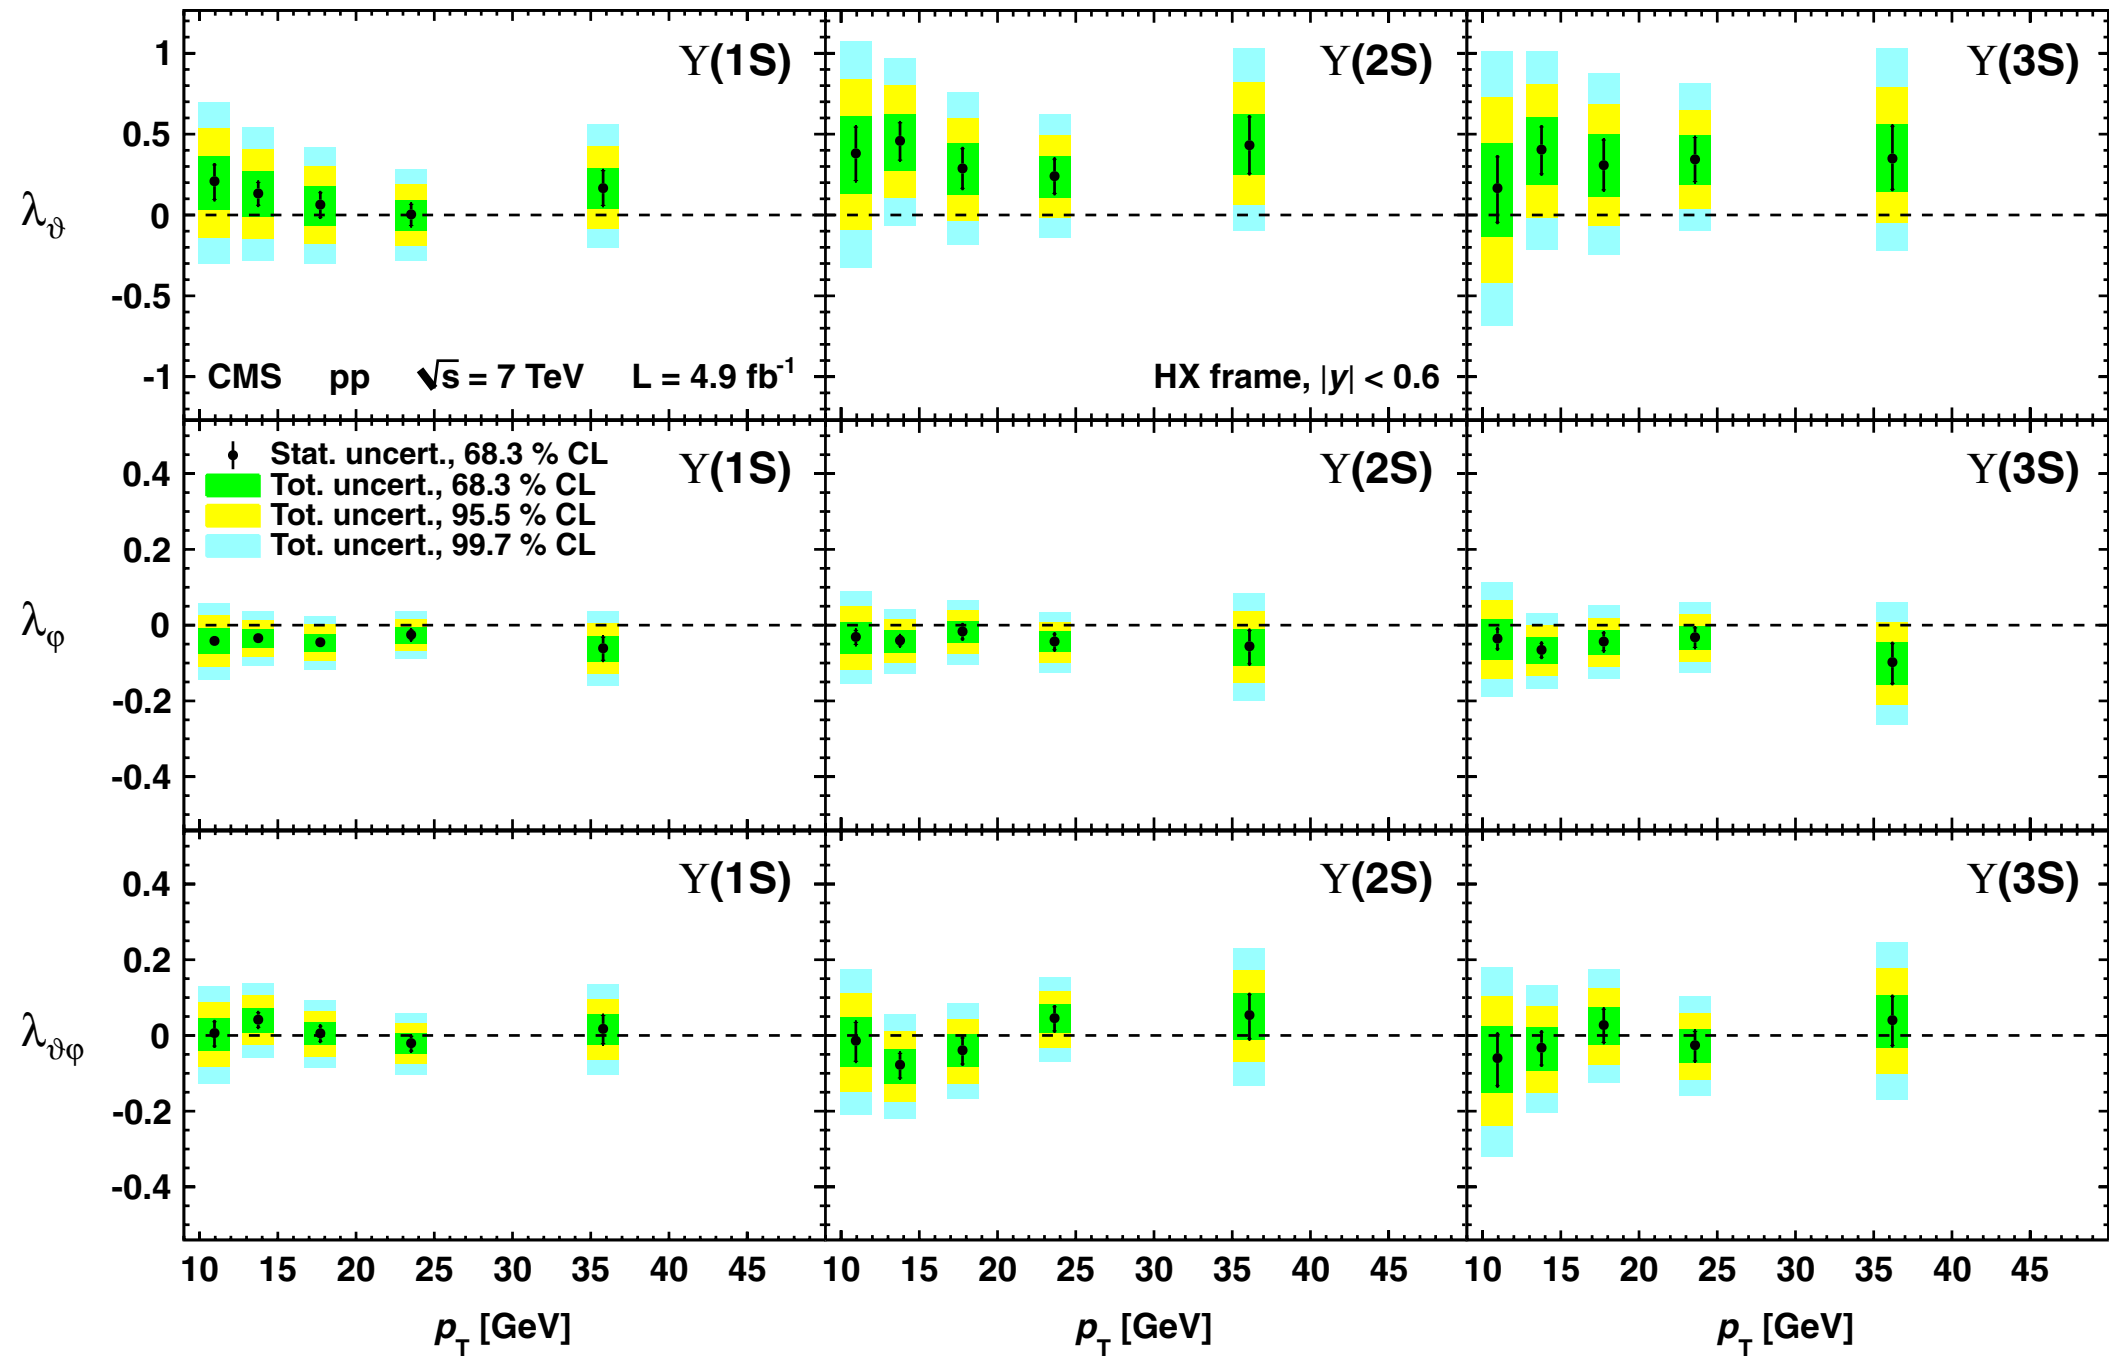 Υ(1S) Υ(2S) Υ(3S)
1
0.5
λϑ
0
-0.5
-1
CMS pp √s = 7 TeV L = 4.9 fb-1
HX frame, |y| < 0.6
Stat. uncert., 68.3 % CL
Tot. uncert., 68.3 % CL
Tot. uncert., 95.5 % CL
Tot. uncert., 99.7 % CL
Υ(1S) Υ(2S) Υ(3S)
0.4
0.2
λφ
0
-0.2
-0.4
Υ(1S) Υ(2S) Υ(3S)
0.4
0.2
λϑφ
0
-0.2
-0.4
10 15 20 25 30 35 40 45 10 15 20 25 30 35 40 45 10 15 20 25 30 35 40 45
pT [GeV] pT [GeV] pT [GeV]